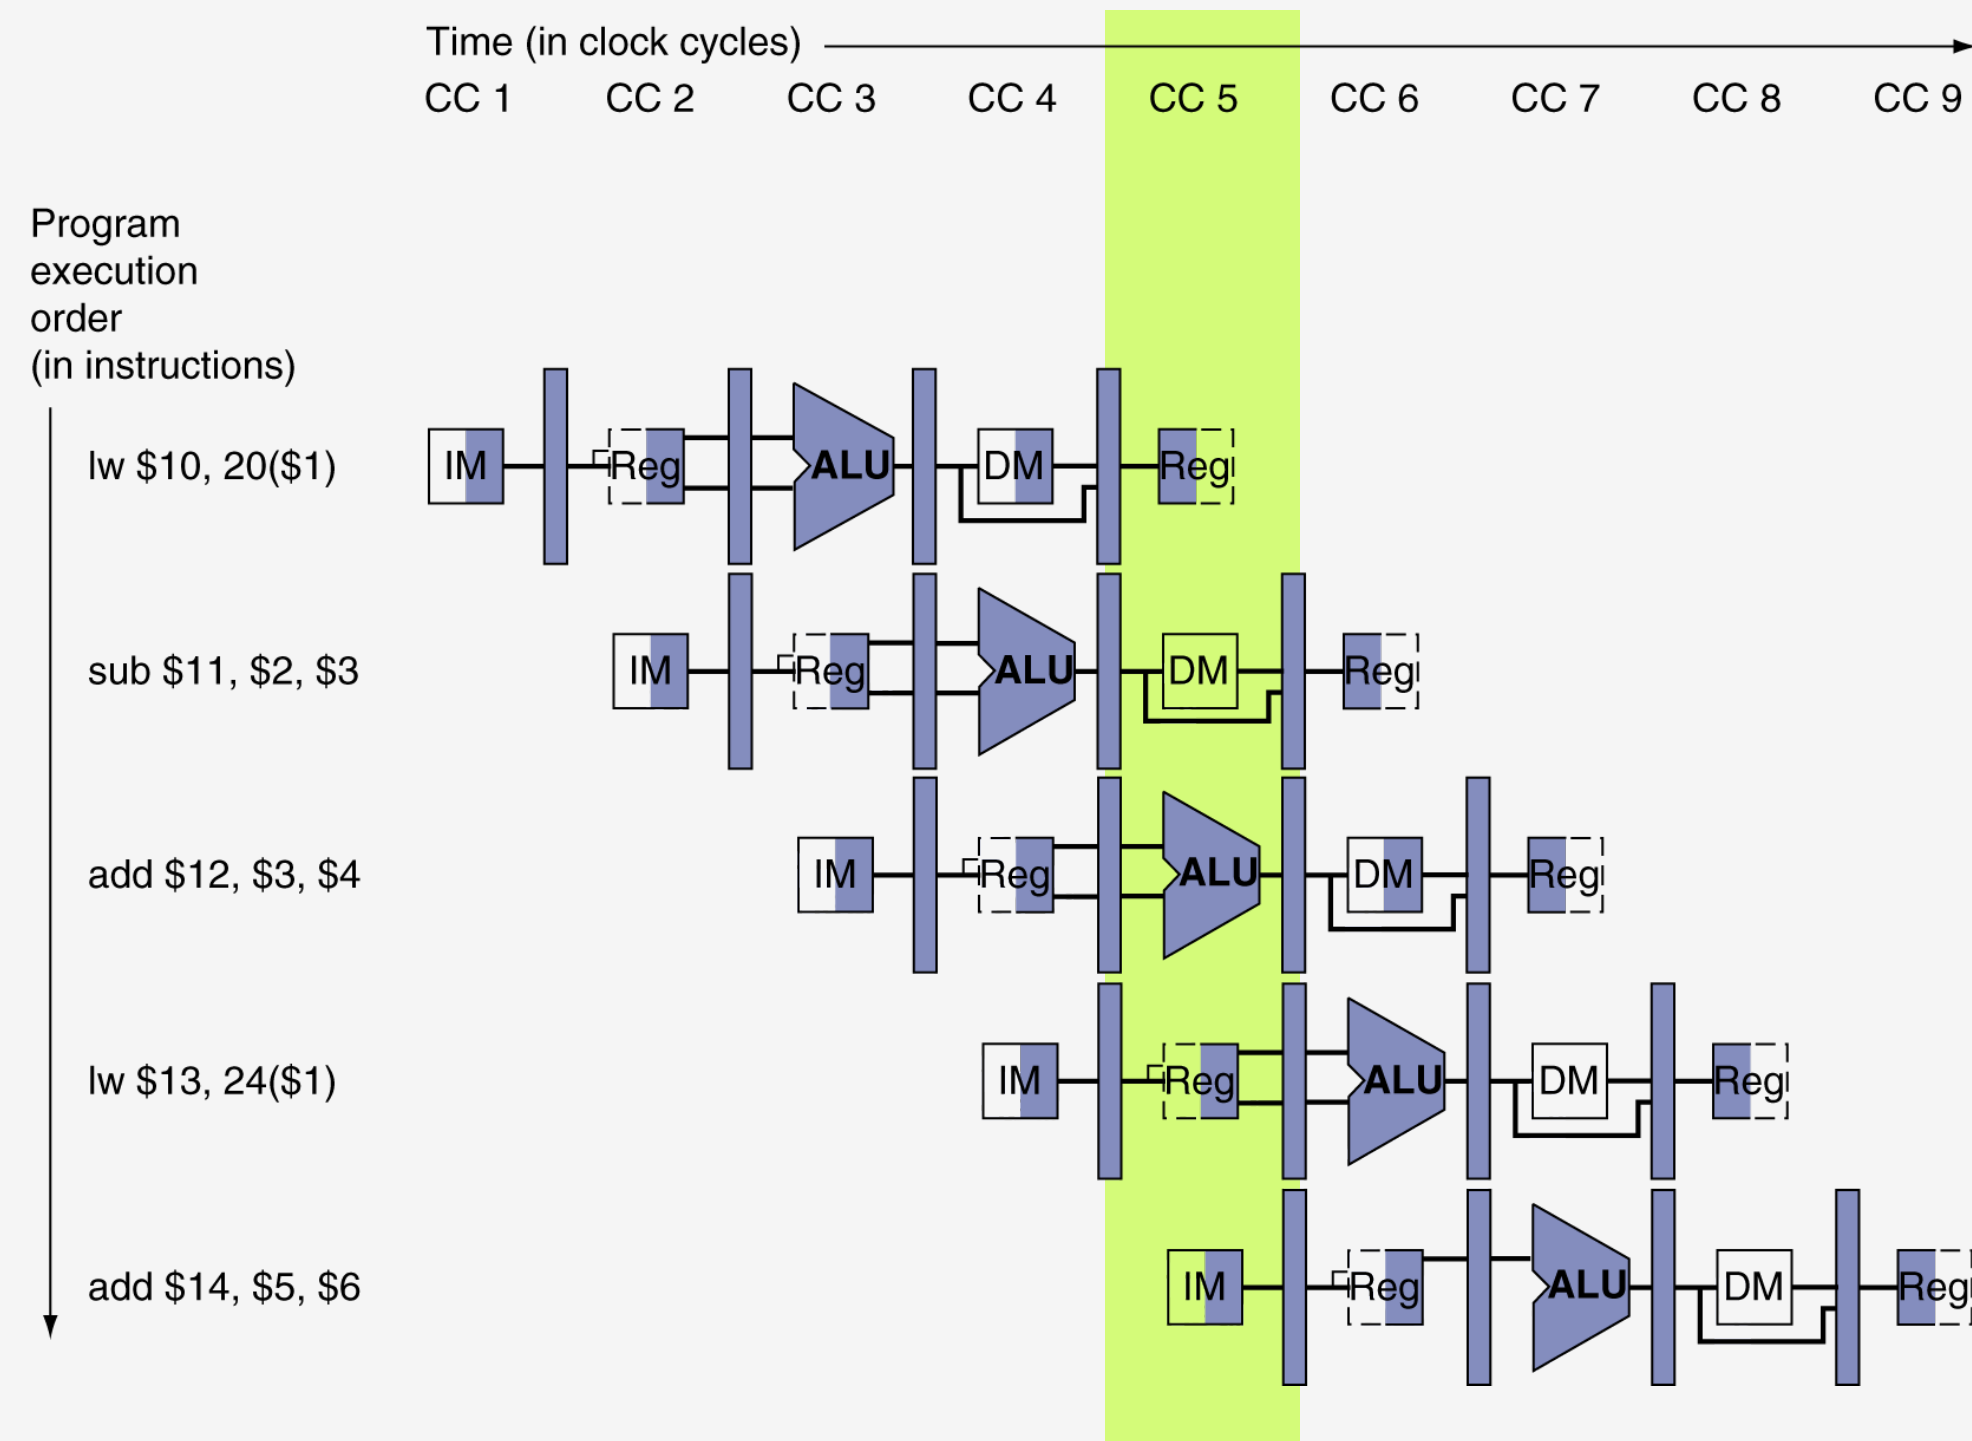 Time (in clock cycles)
CC 1 CC 2 CC 3 CC 4 CC 5 CC 6 CC 7 CC 8 CC 9
Program
execution
order
(in instructions)
lw $10, 20($1) IM Reg ALU DM Reg
sub $11, $2, $3 IM Reg ALU DM Reg
add $12, $3, $4 IM Reg ALU DM Reg
lw $13, 24($1) IM Reg ALU DM Reg
add $14, $5, $6 IM Reg ALU DM Reg